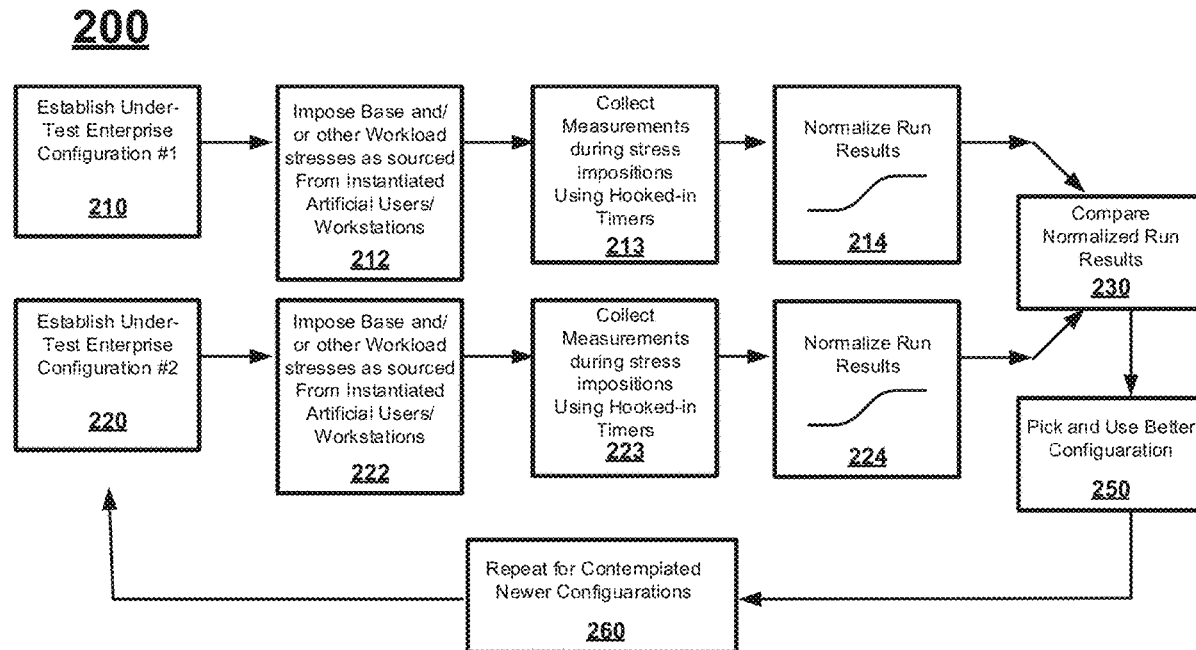 200
Establish Under-
Test Enterprise
Configuration #1
210
Impose Base and/
or other Workload
stresses as sourced
From Instantiated
Artificial Users/
Workstations
212
Collect
Measurements
during stress
impositions
Using Hooked-in
Timers
213
Normalize Run
Results
214
Compare
Normalized Run
Results
230
Establish Under-
Test Enterprise
Configuration #2
220
Impose Base and/
or other Workload
stresses as sourced
From Instantiated
Artificial Users/
Workstations
222
Collect
Measurements
during stress
impositions
Using Hooked-in
Timers
223
Normalize Run
Results
224
Pick and Use Better
Configuaration
250
Repeat for Contemplated
Newer Configuarations
260